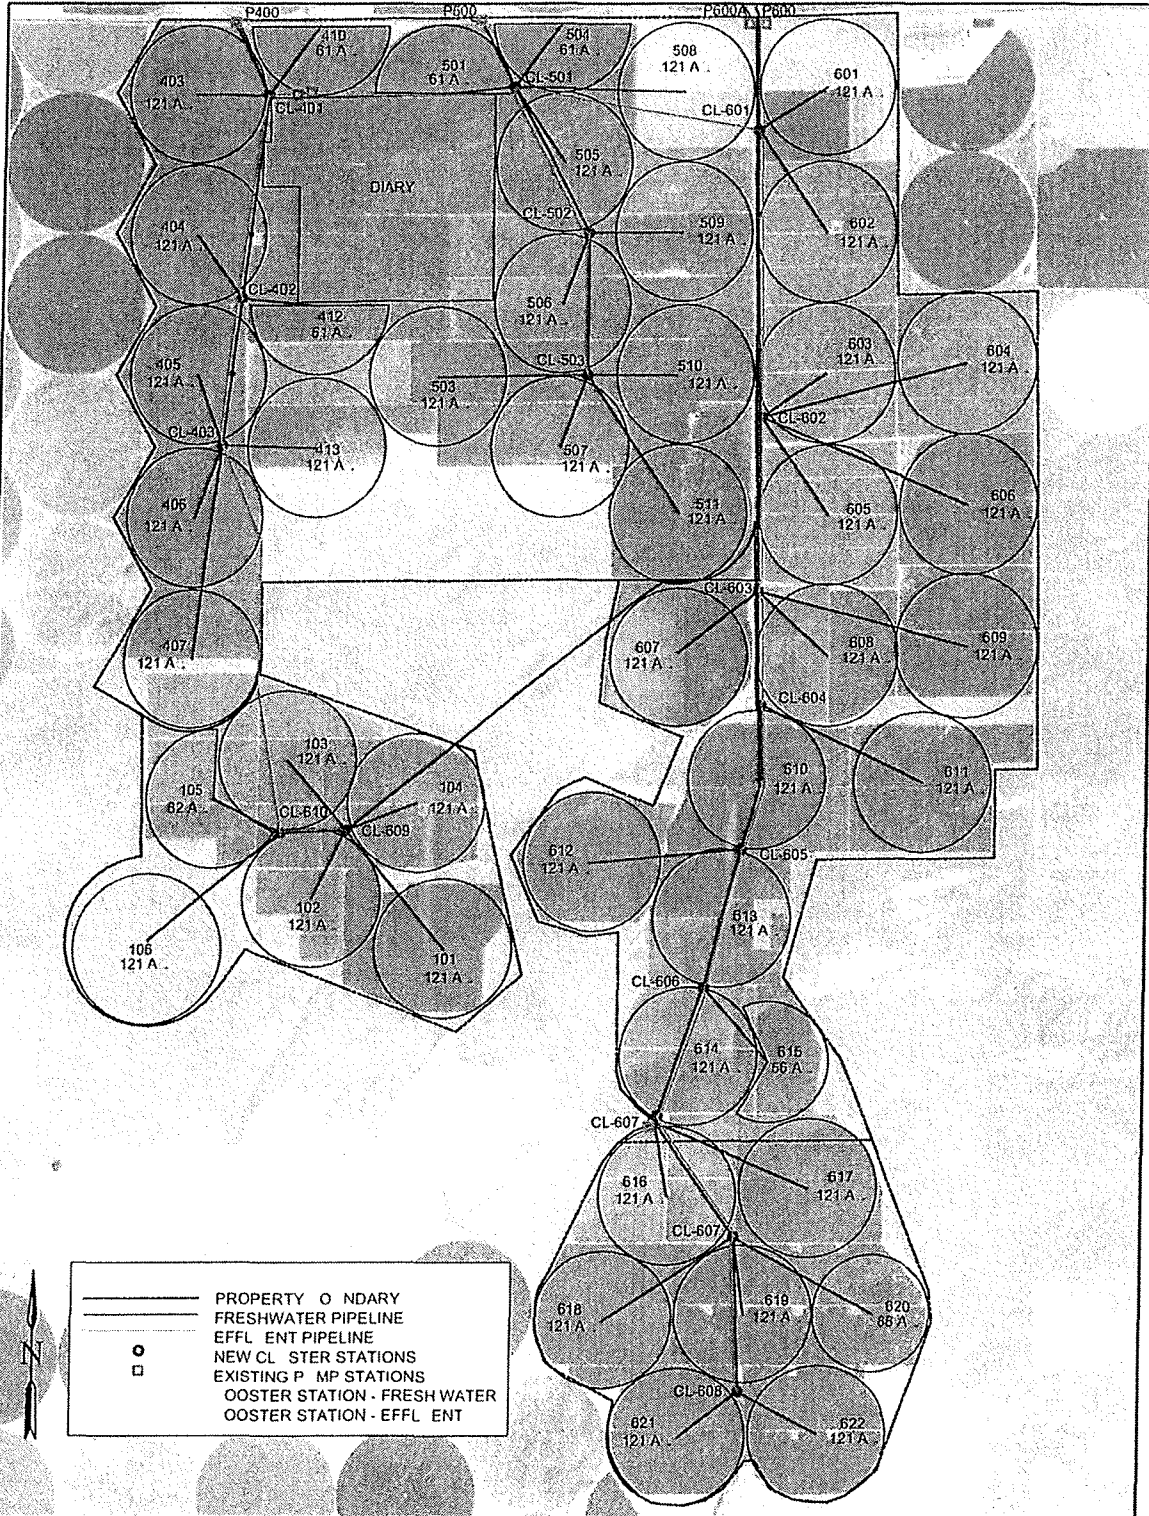 P400
P500
P600A
P600
403
121 A..
410
61 A..
501
61 A..
504
61 A..
508
121 A..
601
121 A..
CL-401
CL-501
CL-601
DIARY
505
121 A..
404
121 A..
CL-502
509
121 A..
602
121 A..
CL-402
506
121 A..
412
61 A..
405
121 A..
503
121 A..
CL-503
510
121 A..
603
121 A..
604
121 A..
CL-602
CL-403
413
121 A..
507
121 A..
406
121 A..
511
121 A..
605
121 A..
606
121 A..
CL-603
407
121 A..
607
121 A..
608
121 A..
609
121 A..
CL-604
103
121 A..
105
62 A..
104
121 A..
610
121 A..
611
121 A..
CL-610
CL-609
612
121 A..
CL-605
102
121 A..
613
121 A..
106
121 A..
101
121 A..
CL-606
614
121 A..
615
CL-607
616
121 A..
617
121 A..
CL-607
618
121 A..
619
121 A..
620
CL-608
621
121 A..
622
121 A..
N
PROPERTY O NDARY
FRESHWATER PIPELINE
EFFL ENT PIPELINE
NEW CL STER STATIONS
EXISTING P MP STATIONS
OOSTER STATION - FRESH WATER
OOSTER STATION - EFFL ENT